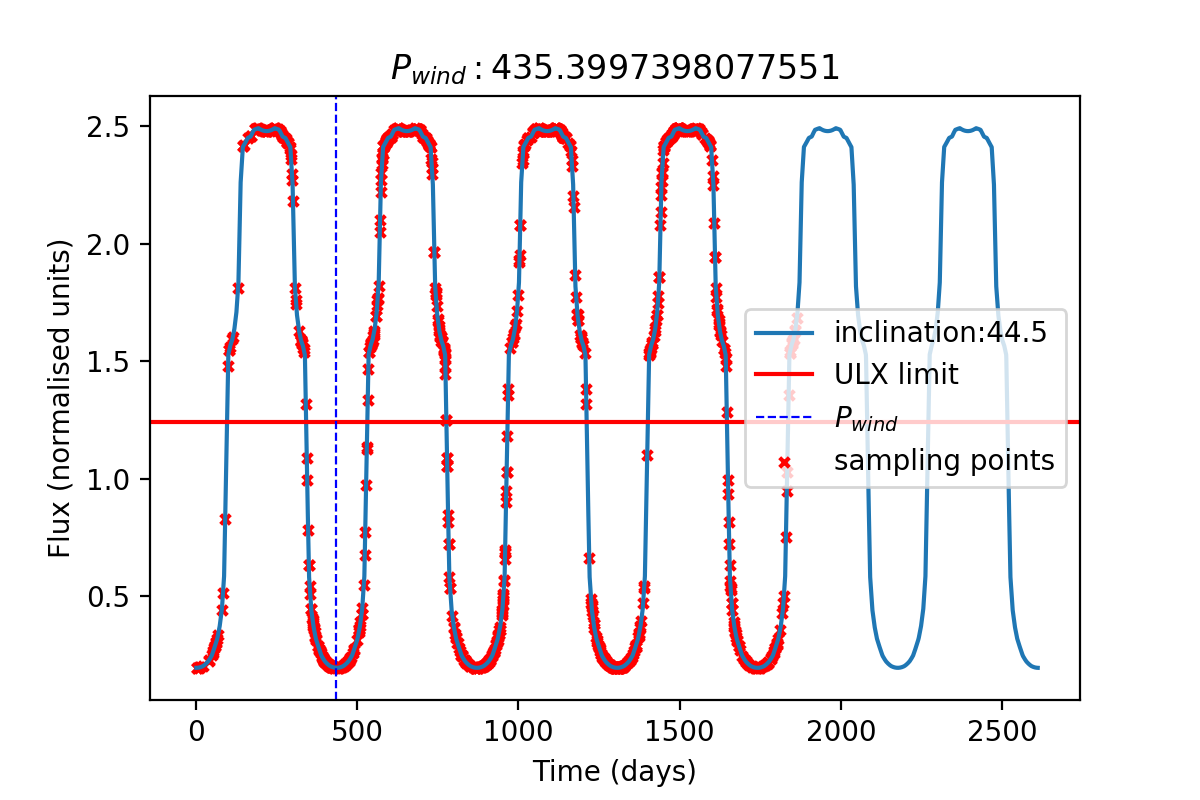 P_wind : 435.3997398077551
Flux (normalised units)
2.5
2.0
1.5
1.0
0.5
inclination:44.5
ULX limit
P_wind
sampling points
0 500 1000 1500 2000 2500
Time (days)